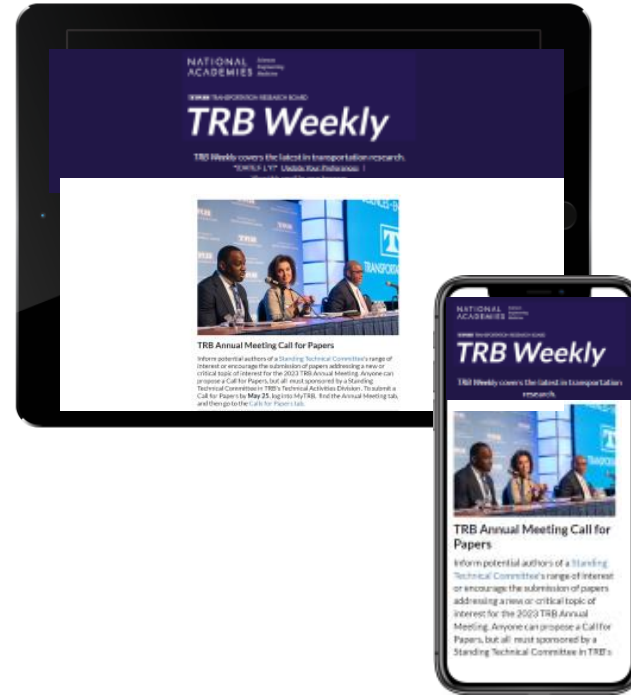 NATIONAL
ACADEMIES
Sciences
Engineering
Medicine
TRANSPORTATION RESEARCH BOARD
TRB Weekly
TRB Weekly covers the latest in transportation research.
Update Your Preferences |
TRANSPORTA
TRB Annual Meeting Call for Papers
Inform potential authors of a Standing Technical Committee's range of
interest or encourage the submission of papers addressing a new or
critical topic of interest for the 2023 TRB Annual Meeting. Anyone can
propose a Call for Papers, but all must sponsored by a Standing
Technical Committee in TRB's Technical Activities Division. To submit a
Call for Papers by May 25, log into MyTRB, find the Annual Meeting tab,
and then go to the Calls for Papers tab.
NATIONAL
ACADEMIES
Sciences
Engineering
Medicine
TRANSPORTATION RESEARCH BOARD
TRB Weekly
TRB Weekly covers the latest in transportation
research.
TRB Annual Meeting Call for
Papers
Inform potential authors of a Standing
Technical Committee's range of interest
or encourage the submission of papers
addressing a new or critical topic of
interest for the 2023 TRB Annual
Meeting. Anyone can propose a Call for
Papers, but all must sponsored by a
Standing Technical Committee in TRB's